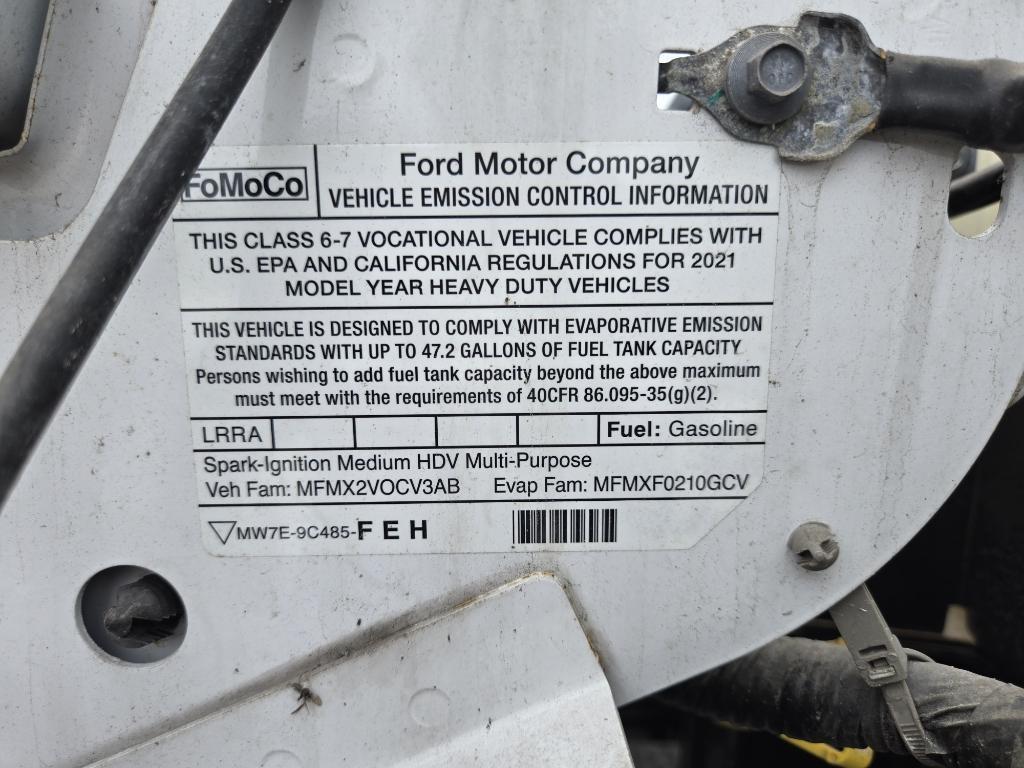 FoMoCo
Ford Motor Company
VEHICLE EMISSION CONTROL INFORMATION
THIS CLASS 6-7 VOCATIONAL VEHICLE COMPLIES WITH
U.S. EPA AND CALIFORNIA REGULATIONS FOR 2021
MODEL YEAR HEAVY DUTY VEHICLES
THIS VEHICLE IS DESIGNED TO COMPLY WITH EVAPORATIVE EMISSION
STANDARDS WITH UP TO 47.2 GALLONS OF FUEL TANK CAPACITY
Persons wishing to add fuel tank capacity beyond the above maximum
must meet with the requirements of 40CFR 86.095-35(g)(2).
LRRA Fuel: Gasoline
Spark-Ignition Medium HDV Multi-Purpose
Veh Fam: MFMX2VOCV3AB Evap Fam: MFMXF0210GCV
MW7E-9C485-FEH